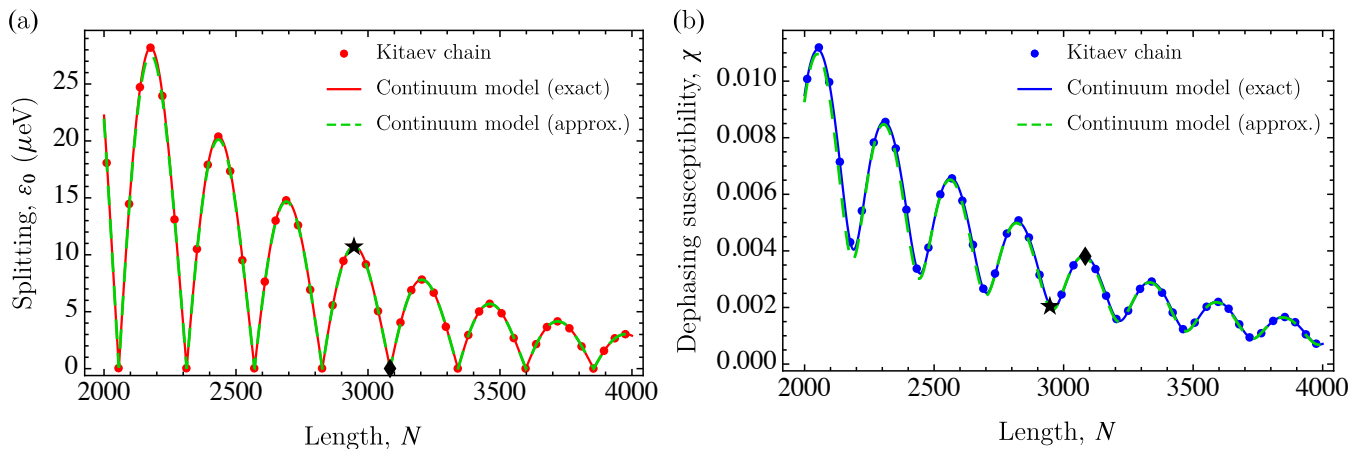 (a)
Kitaev chain
Continuum model (exact)
Continuum model (approx.)
Splitting, ε₀ (μeV)
25
20
15
10
5
0
2000 2500 3000 3500 4000
Length, N
(b)
Kitaev chain
Continuum model (exact)
Continuum model (approx.)
Dephasing susceptibility, χ
0.010
0.008
0.006
0.004
0.002
0.000
2000 2500 3000 3500 4000
Length, N